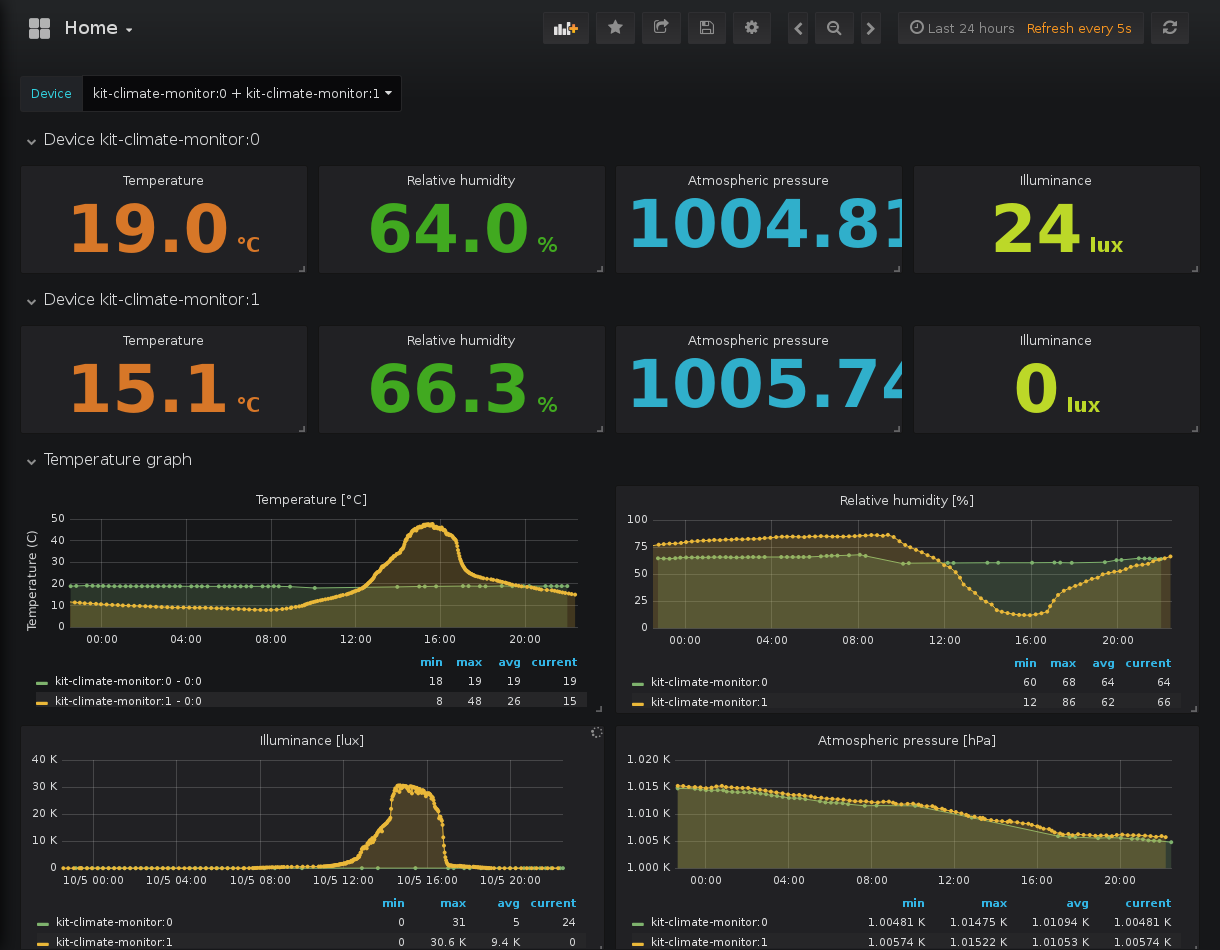 Home
Last 24 hours Refresh every 5s
Device kit-climate-monitor:0 + kit-climate-monitor:1
Device kit-climate-monitor:0
Temperature Relative humidity Atmospheric pressure Illuminance
19.0 °C 64.0 % 1004.81 24 lux
Device kit-climate-monitor:1
Temperature Relative humidity Atmospheric pressure Illuminance
15.1 °C 66.3 % 1005.74 0 lux
Temperature graph
Temperature [°C]
Temperature (C)
50
40
30
20
10
0
00:00 04:00 08:00 12:00 16:00 20:00
min max avg current
kit-climate-monitor:0 - 0:0 18 19 19 19
kit-climate-monitor:1 - 0:0 8 48 26 15
Relative humidity [%]
100
75
50
25
0
00:00 04:00 08:00 12:00 16:00 20:00
min max avg current
kit-climate-monitor:0 60 68 64 64
kit-climate-monitor:1 12 86 62 66
Illuminance [lux]
40 K
30 K
20 K
10 K
0
10/5 00:00 10/5 04:00 10/5 08:00 10/5 12:00 10/5 16:00 10/5 20:00
min max avg current
kit-climate-monitor:0 0 31 5 24
kit-climate-monitor:1 0 30.6 K 9.4 K 0
Atmospheric pressure [hPa]
1.020 K
1.015 K
1.010 K
1.005 K
1.000 K
00:00 04:00 08:00 12:00 16:00 20:00
min max avg current
kit-climate-monitor:0 1.00481 K 1.01475 K 1.01094 K 1.00481 K
kit-climate-monitor:1 1.00574 K 1.01522 K 1.01053 K 1.00574 K